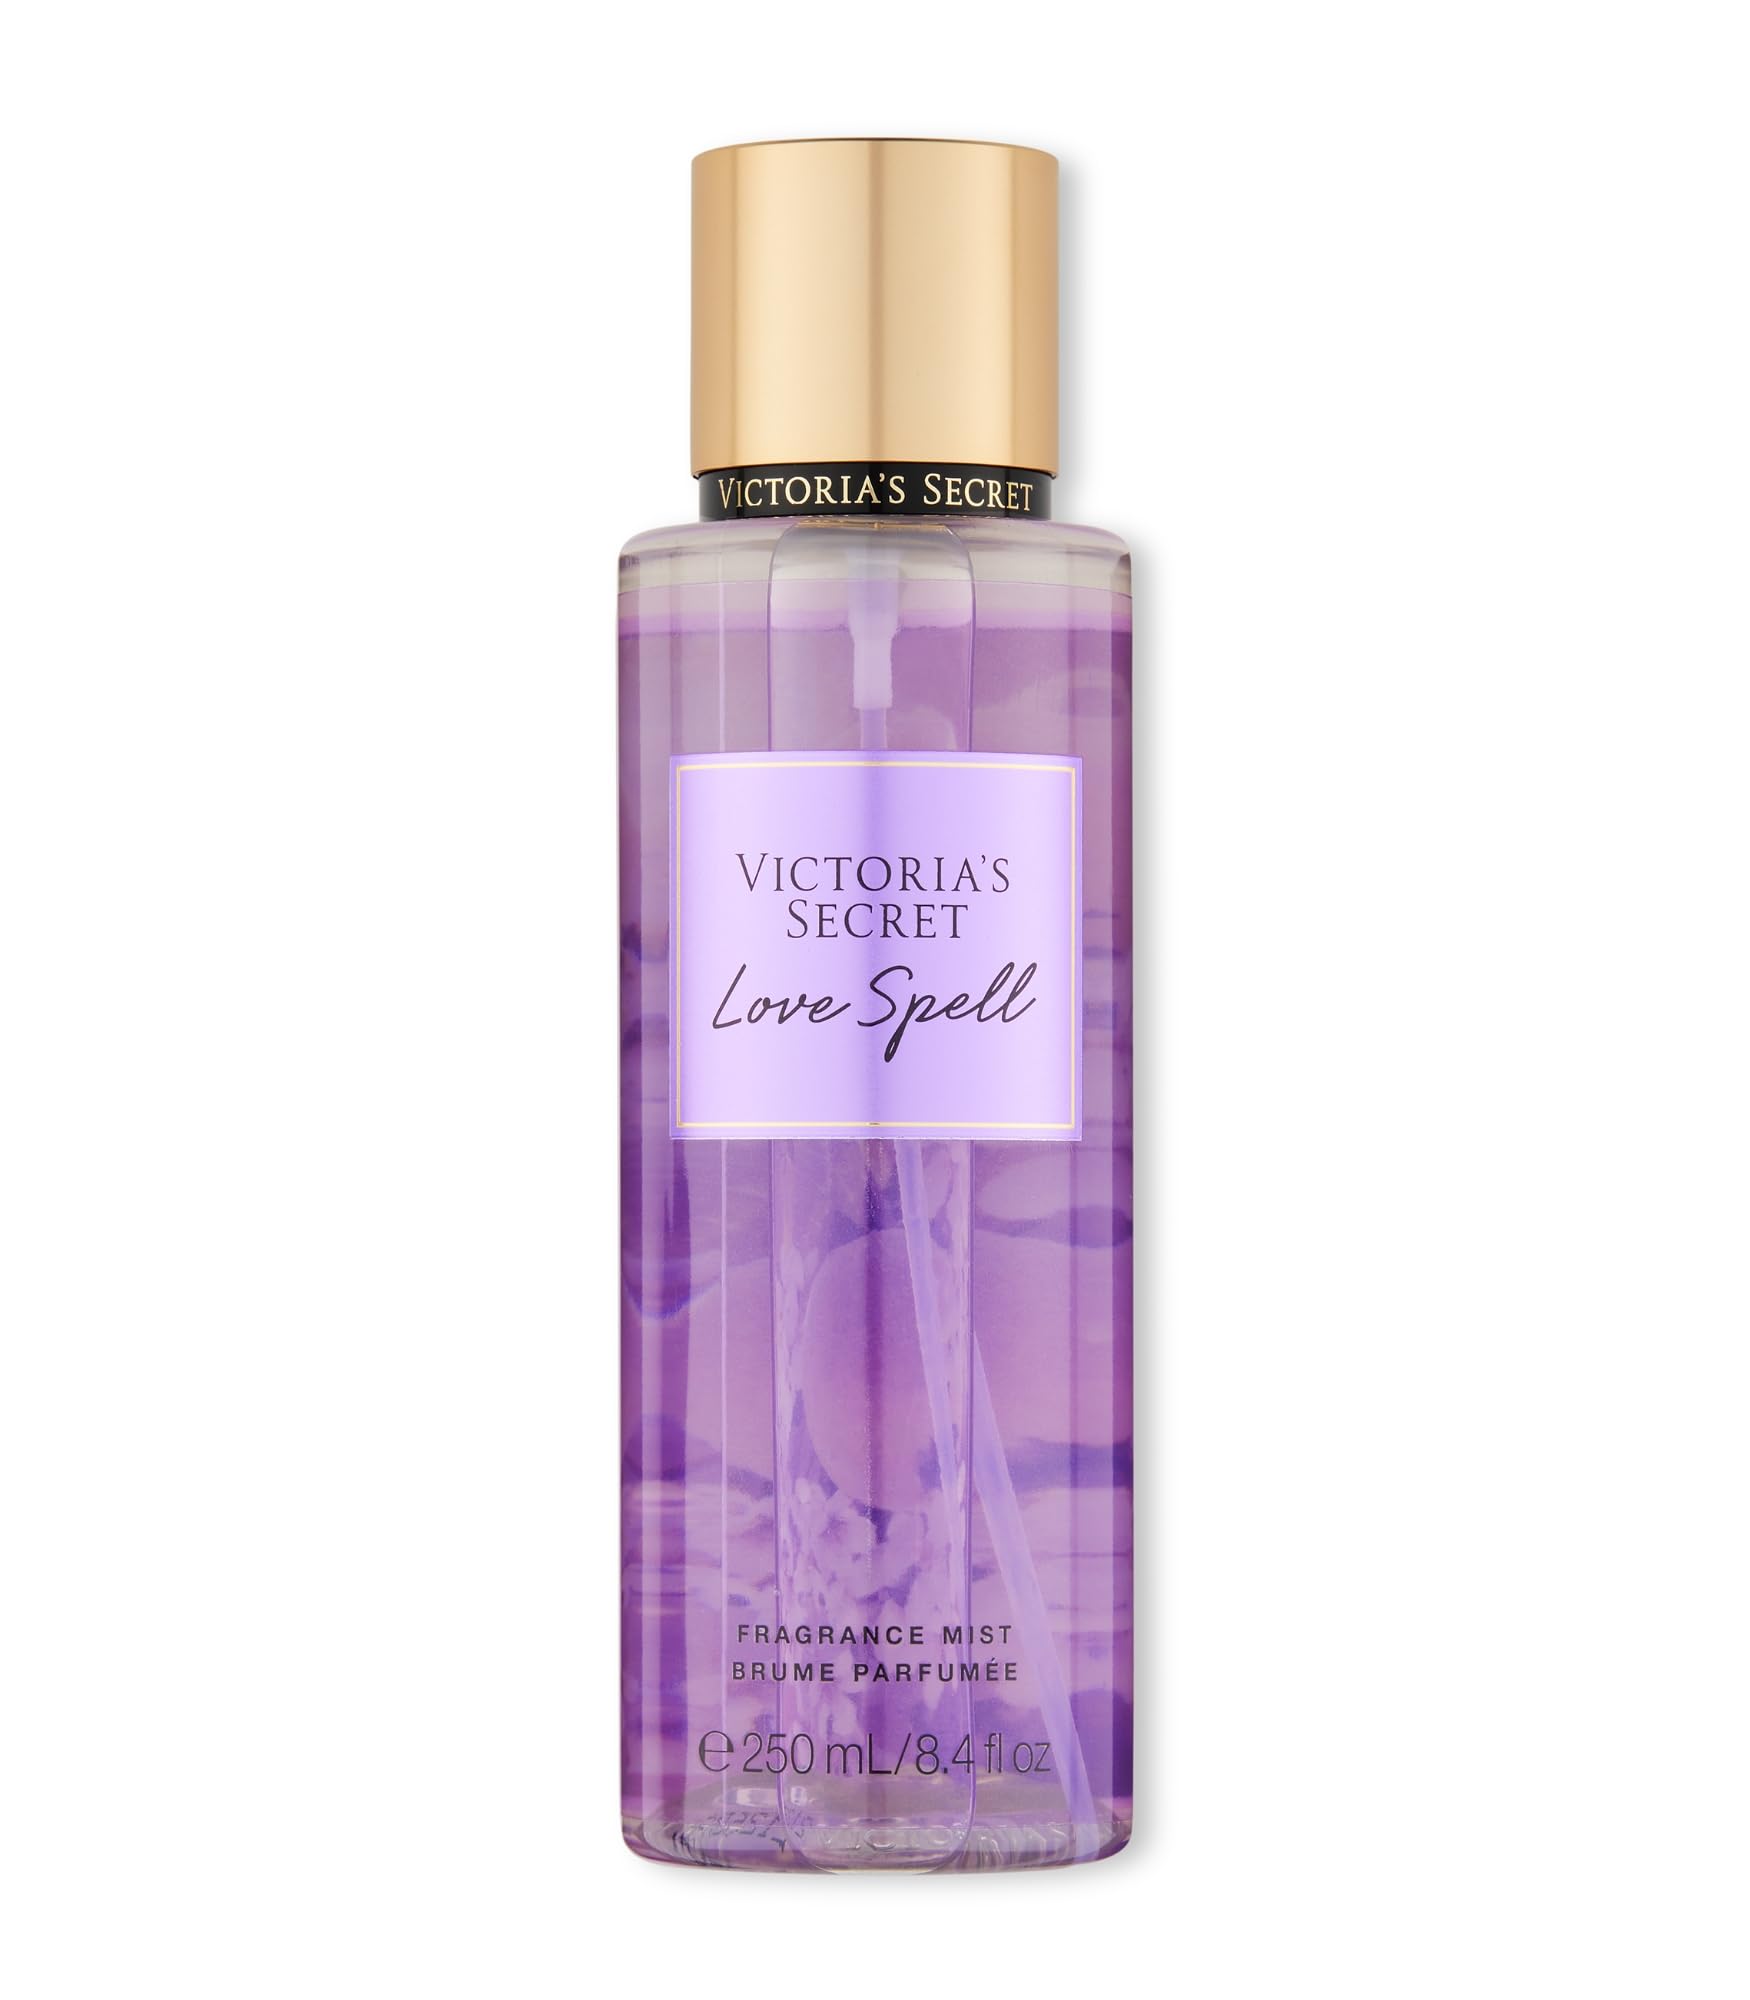 VICTORIA'S SECRET
VICTORIA'S
SECRET
Love Spell
FRAGRANCE MIST
BRUME PARFUMÉE
℮ 250 mL/8.4 fl oz